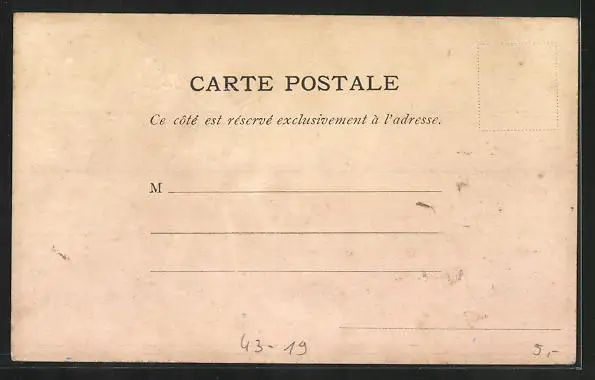 CARTE POSTALE
Ce côté est réservé exclusivement à l'adresse.
M
43-19
5,-